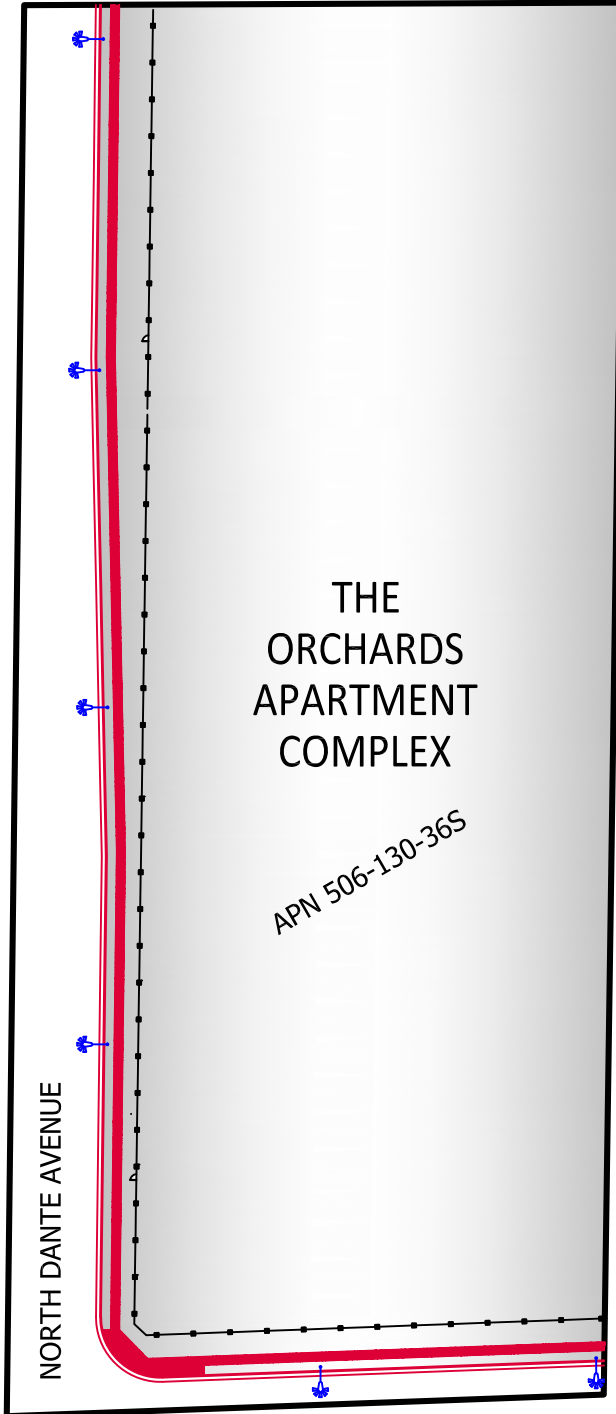 THE
ORCHARDS
APARTMENT
COMPLEX
APN 506-130-36S
NORTH DANTE AVENUE